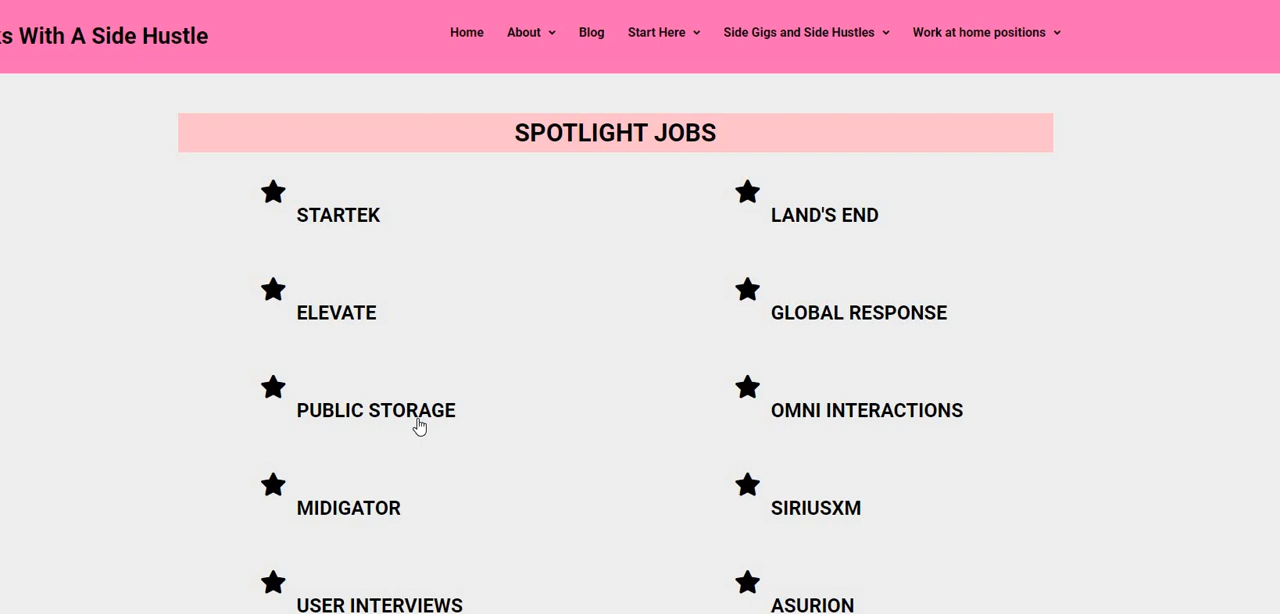 With A Side Hustle
Home About Blog Start Here Side Gigs and Side Hustles Work at home positions
SPOTLIGHT JOBS
STARTEK
LAND'S END
ELEVATE
GLOBAL RESPONSE
PUBLIC STORAGE
OMNI INTERACTIONS
MIDIGATOR
SIRIUSXM
USER INTERVIEWS
ASURION